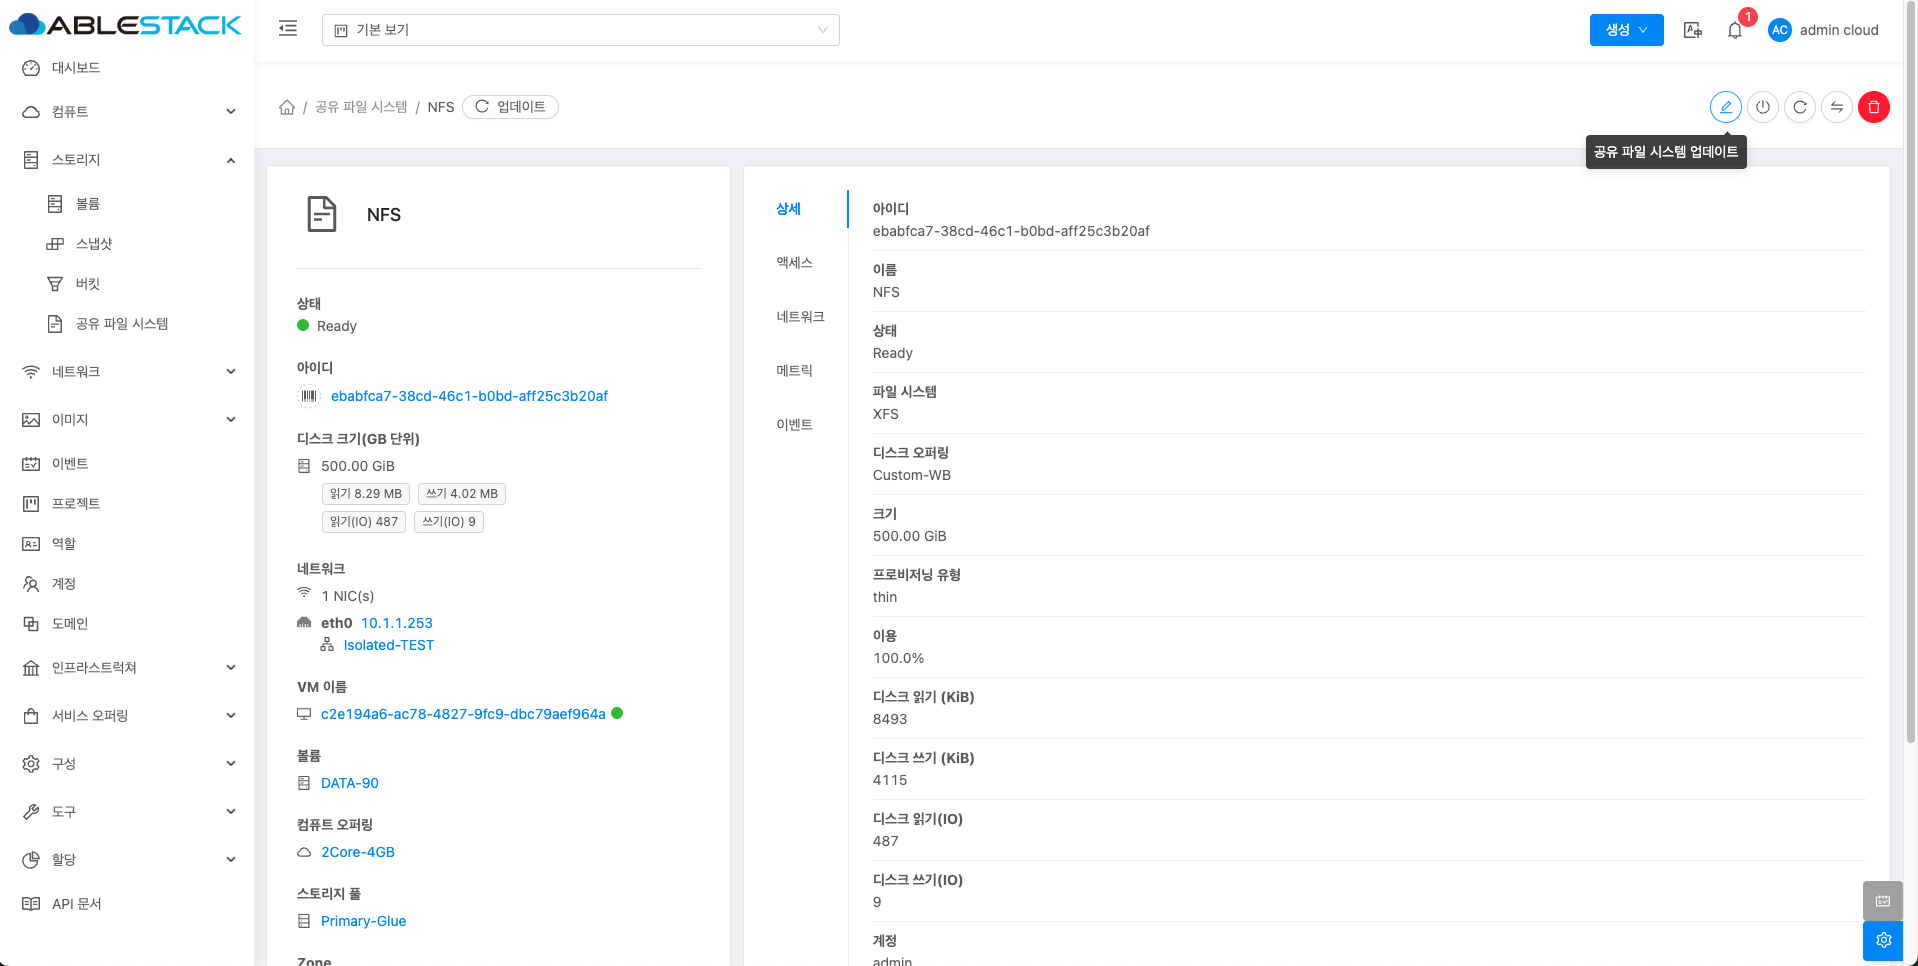 ABLESTACK
기본 보기
생성
1
AC
admin cloud
대시보드
컴퓨트
스토리지
볼륨
스냅샷
버킷
공유 파일 시스템
네트워크
이미지
이벤트
프로젝트
역할
계정
도메인
인프라스트럭쳐
서비스 오퍼링
구성
도구
할당
API 문서
/ 공유 파일 시스템 / NFS 업데이트
공유 파일 시스템 업데이트
NFS
상태
Ready
아이디
ebabfca7-38cd-46c1-b0bd-aff25c3b20af
디스크 크기(GB 단위)
500.00 GiB
읽기 8.29 MB 쓰기 4.02 MB
읽기(IO) 487 쓰기(IO) 9
네트워크
1 NIC(s)
eth0 10.1.1.253
Isolated-TEST
VM 이름
c2e194a6-ac78-4827-9fc9-dbc79aef964a
볼륨
DATA-90
컴퓨트 오퍼링
2Core-4GB
스토리지 풀
Primary-Glue
Zone
상세
액세스
네트워크
메트릭
이벤트
아이디
ebabfca7-38cd-46c1-b0bd-aff25c3b20af
이름
NFS
상태
Ready
파일 시스템
XFS
디스크 오퍼링
Custom-WB
크기
500.00 GiB
프로비저닝 유형
thin
이용
100.0%
디스크 읽기 (KiB)
8493
디스크 쓰기 (KiB)
4115
디스크 읽기(IO)
487
디스크 쓰기(IO)
9
계정
admin